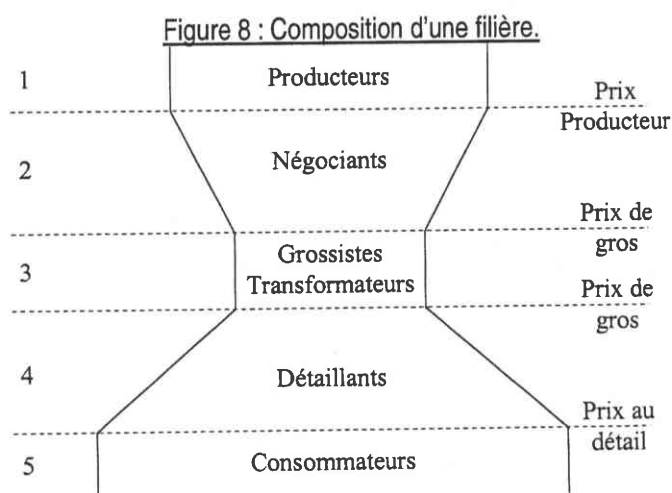 Figure 8 : Composition d'une filière.
1
Producteurs
Prix
Producteur
2
Négociants
Prix de
gros
3
Grossistes
Transformateurs
Prix de
gros
4
Détaillants
Prix au
détail
5
Consommateurs